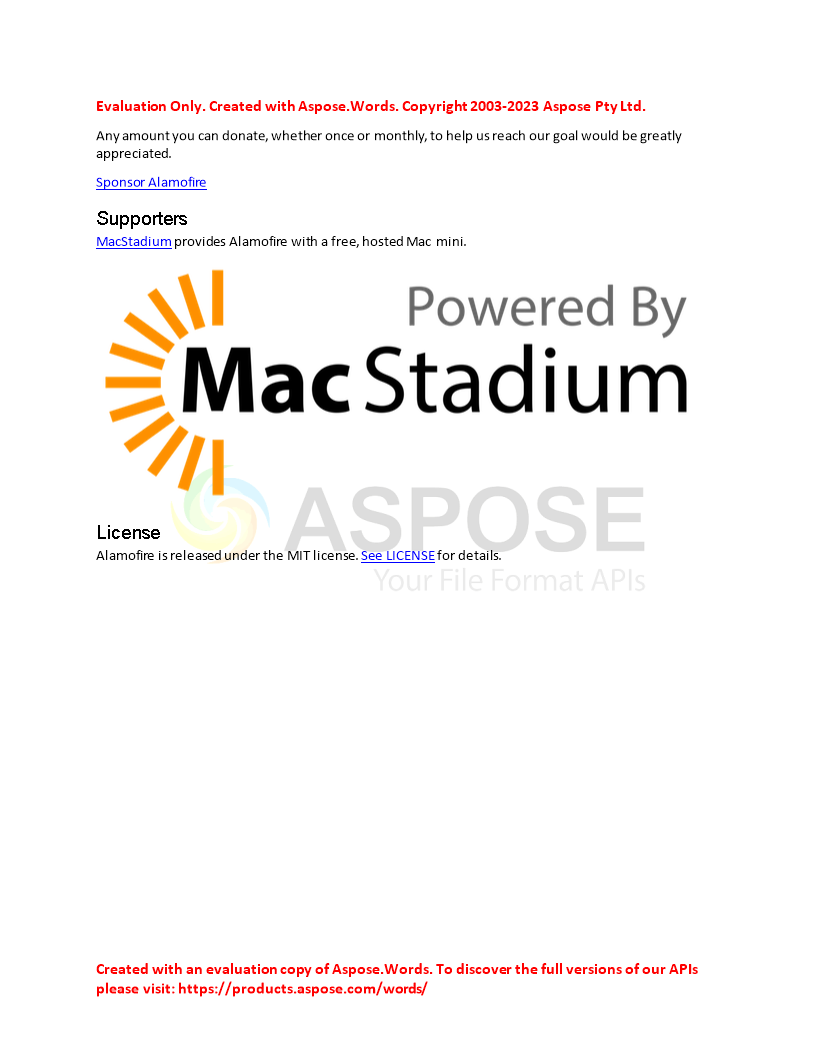 Evaluation Only. Created with Aspose.Words. Copyright 2003-2023 Aspose Pty Ltd.
Any amount you can donate, whether once or monthly, to help us reach our goal would be greatly
appreciated.
Sponsor Alamofire
Supporters
MacStadium provides Alamofire with a free, hosted Mac mini.
Powered By
MacStadium
ASPOSE
License
Alamofire is released under the MIT license. See LICENSE for details.
Your File Format APIs
Created with an evaluation copy of Aspose.Words. To discover the full versions of our APIs
please visit: https://products.aspose.com/words/